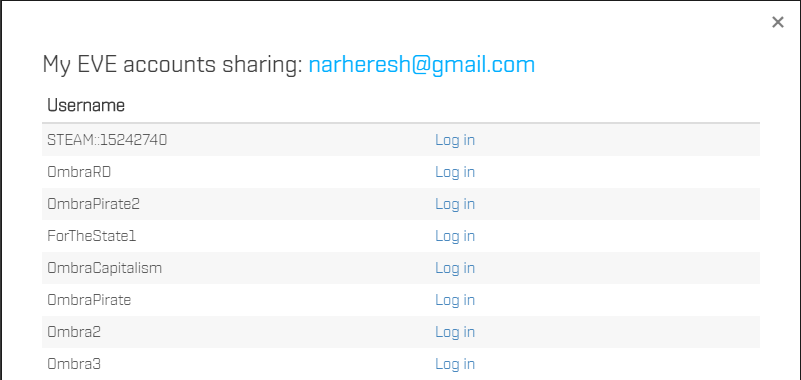 ×
My EVE accounts sharing: narheresh@gmail.com
Username
STEAM::15242740 Log in
OmbraRD Log in
OmbraPirate2 Log in
ForTheState1 Log in
OmbraCapitalism Log in
OmbraPirate Log in
Ombra2 Log in
Ombra3 Log in